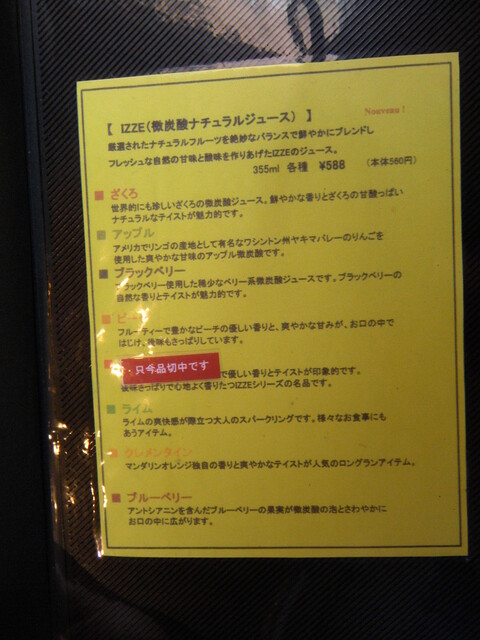 【 IZZE(微炭酸ナチュラルジュース) 】
Nouveau!
厳選されたナチュラルフルーツを絶妙なバランスで鮮やかにブレンドし
フレッシュな自然の甘味と酸味を作りあげたIZZEのジュース。
355ml 各種 ¥588 (本体560円)
■ ざくろ
世界的にも珍しいざくろの微炭酸ジュース。鮮やかな香りとざくろの甘酸っぱい
ナチュラルなテイストが魅力的です。
■ アップル
アメリカでリンゴの産地として有名なワシントン州ヤキマバレーのりんごを
使用した爽やかな甘味のアップル微炭酸です。
■ ブラックベリー
ブラックベリー使用した稀少なベリー系微炭酸ジュースです。ブラックベリーの
自然な香りとテイストが魅力的です。
■ ピーチ
フルーティーで豊かなピーチの優しい香りと、爽やかな甘みが、お口の中で
はじけ、後味もさっぱりしています。
・只今品切中です
で優しい香りとテイストが印象的です。
後味さっぱりで心地よく香りたつIZZEシリーズの名品です。
■ ライム
ライムの爽快感が際立つ大人のスパークリングです。様々なお食事にも
あうアイテム。
■ クレメンタイン
マンダリンオレンジ独自の香りと爽やかなテイストが人気のロングランアイテム。
■ ブルーベリー
アントシアニンを含んだブルーベリーの果実が微炭酸の泡とさわやかに
お口の中に広がります。